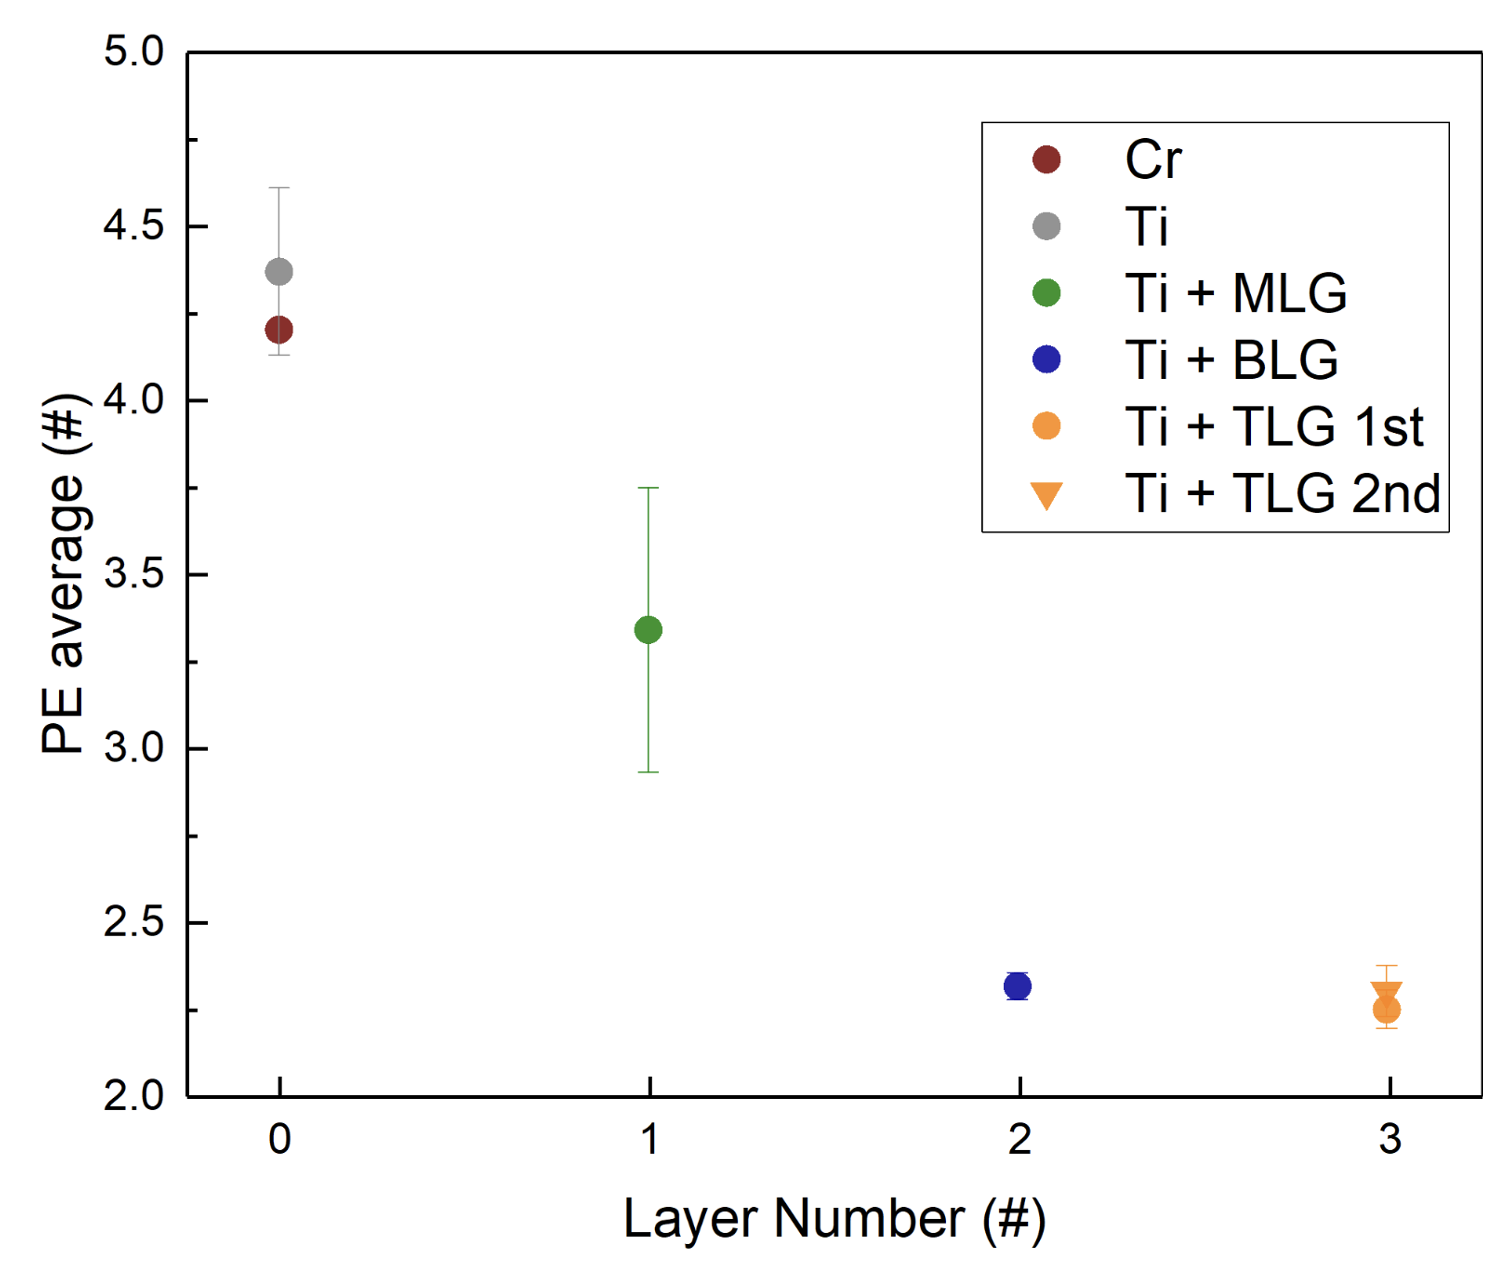 5.0
4.5
4.0
3.5
3.0
2.5
2.0
PE average (#)
Cr
Ti
Ti + MLG
Ti + BLG
Ti + TLG 1st
Ti + TLG 2nd
0 1 2 3
Layer Number (#)